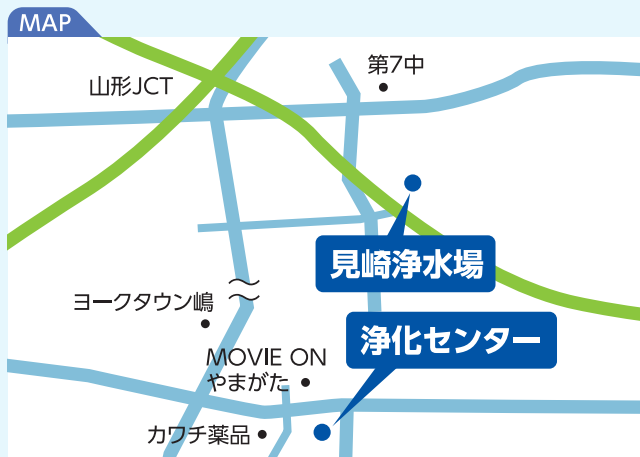 MAP
第7中
山形JCT
見崎浄水場
ヨークタウン嶋
浄化センター
MOVIE ON
やまがた
カワチ薬品